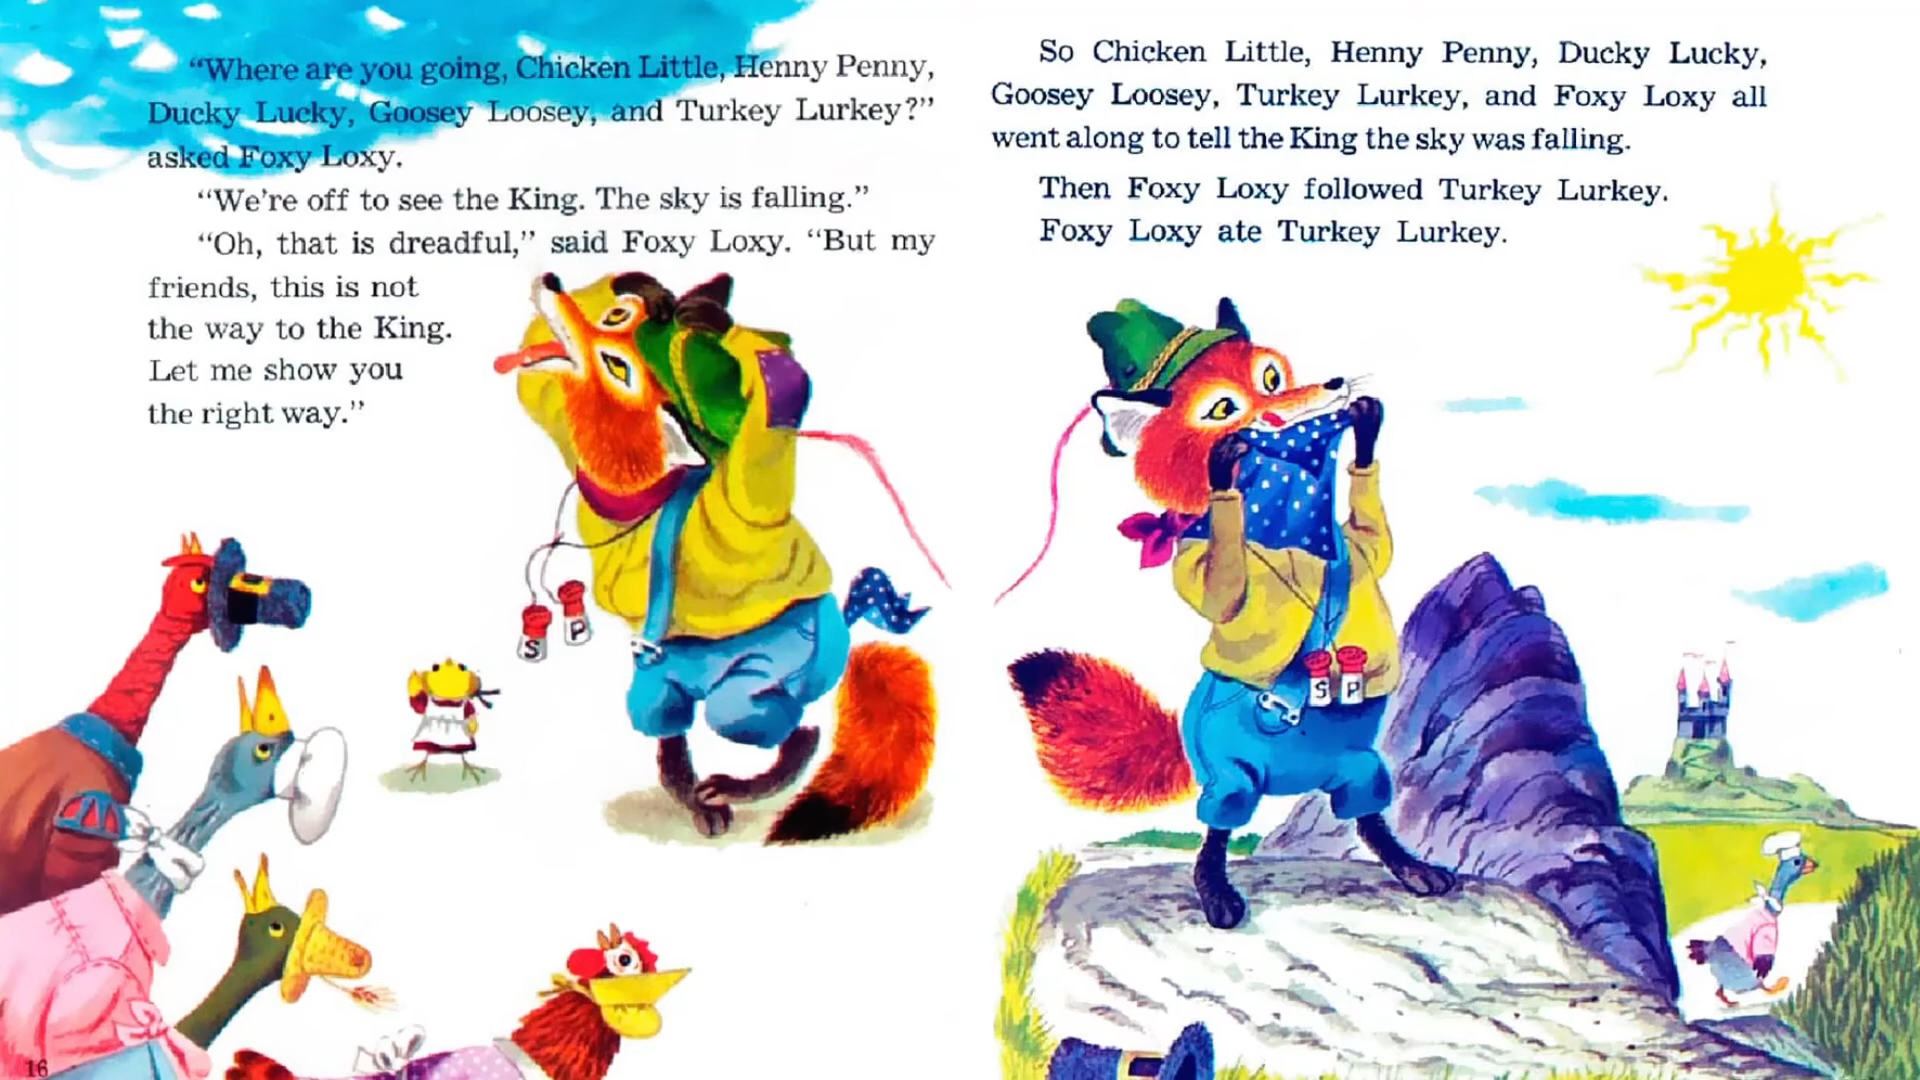 “Where are you going, Chicken Little, Henny Penny,
Ducky Lucky, Goosey Loosey, and Turkey Lurkey?”
asked Foxy Loxy.
“We’re off to see the King. The sky is falling.”
“Oh, that is dreadful,” said Foxy Loxy. “But my
friends, this is not
the way to the King.
Let me show you
the right way.”
S
P
16
So Chicken Little, Henny Penny, Ducky Lucky,
Goosey Loosey, Turkey Lurkey, and Foxy Loxy all
went along to tell the King the sky was falling.
Then Foxy Loxy followed Turkey Lurkey.
Foxy Loxy ate Turkey Lurkey.
S P